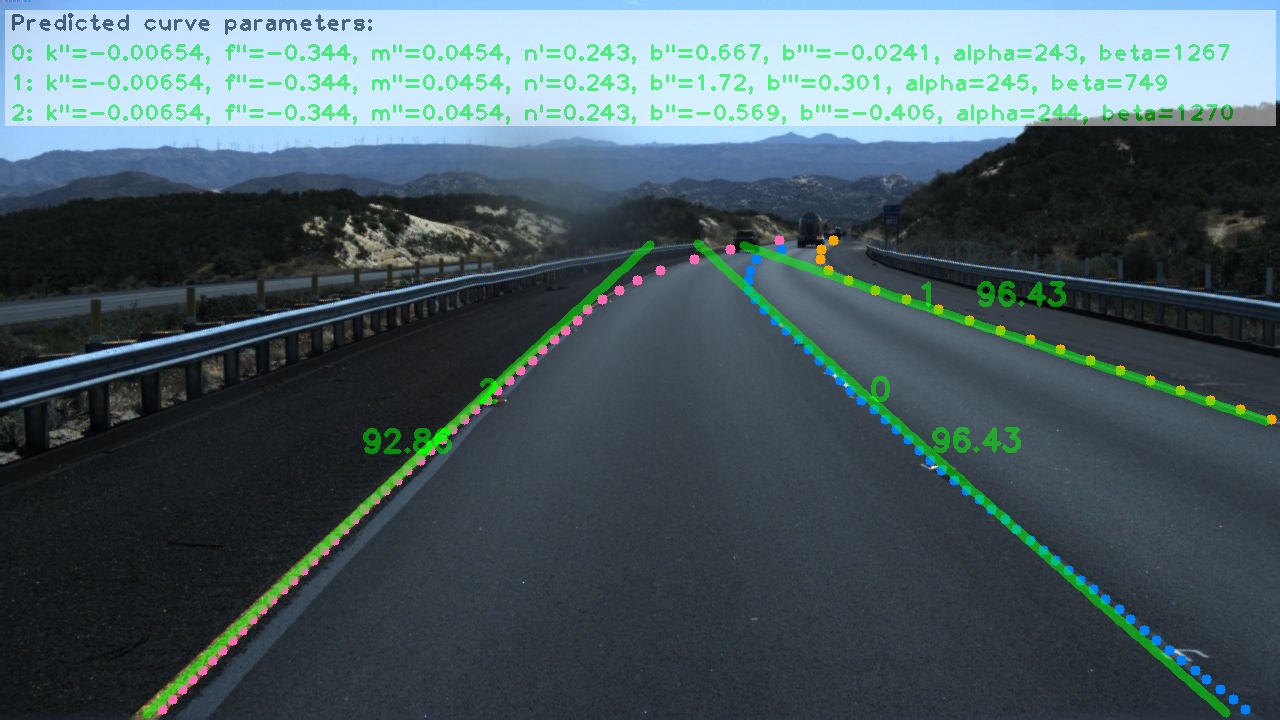 Predicted curve parameters:
0: k''=-0.00654, f''=-0.344, m''=0.0454, n'=0.243, b''=0.667, b'''=-0.0241, alpha=243, beta=1267
1: k''=-0.00654, f''=-0.344, m''=0.0454, n'=0.243, b''=1.72, b'''=0.301, alpha=245, beta=749
2: k''=-0.00654, f''=-0.344, m''=0.0454, n'=0.243, b''=-0.569, b'''=-0.406, alpha=244, beta=1270
1 96.43
2 0
92.86 96.43